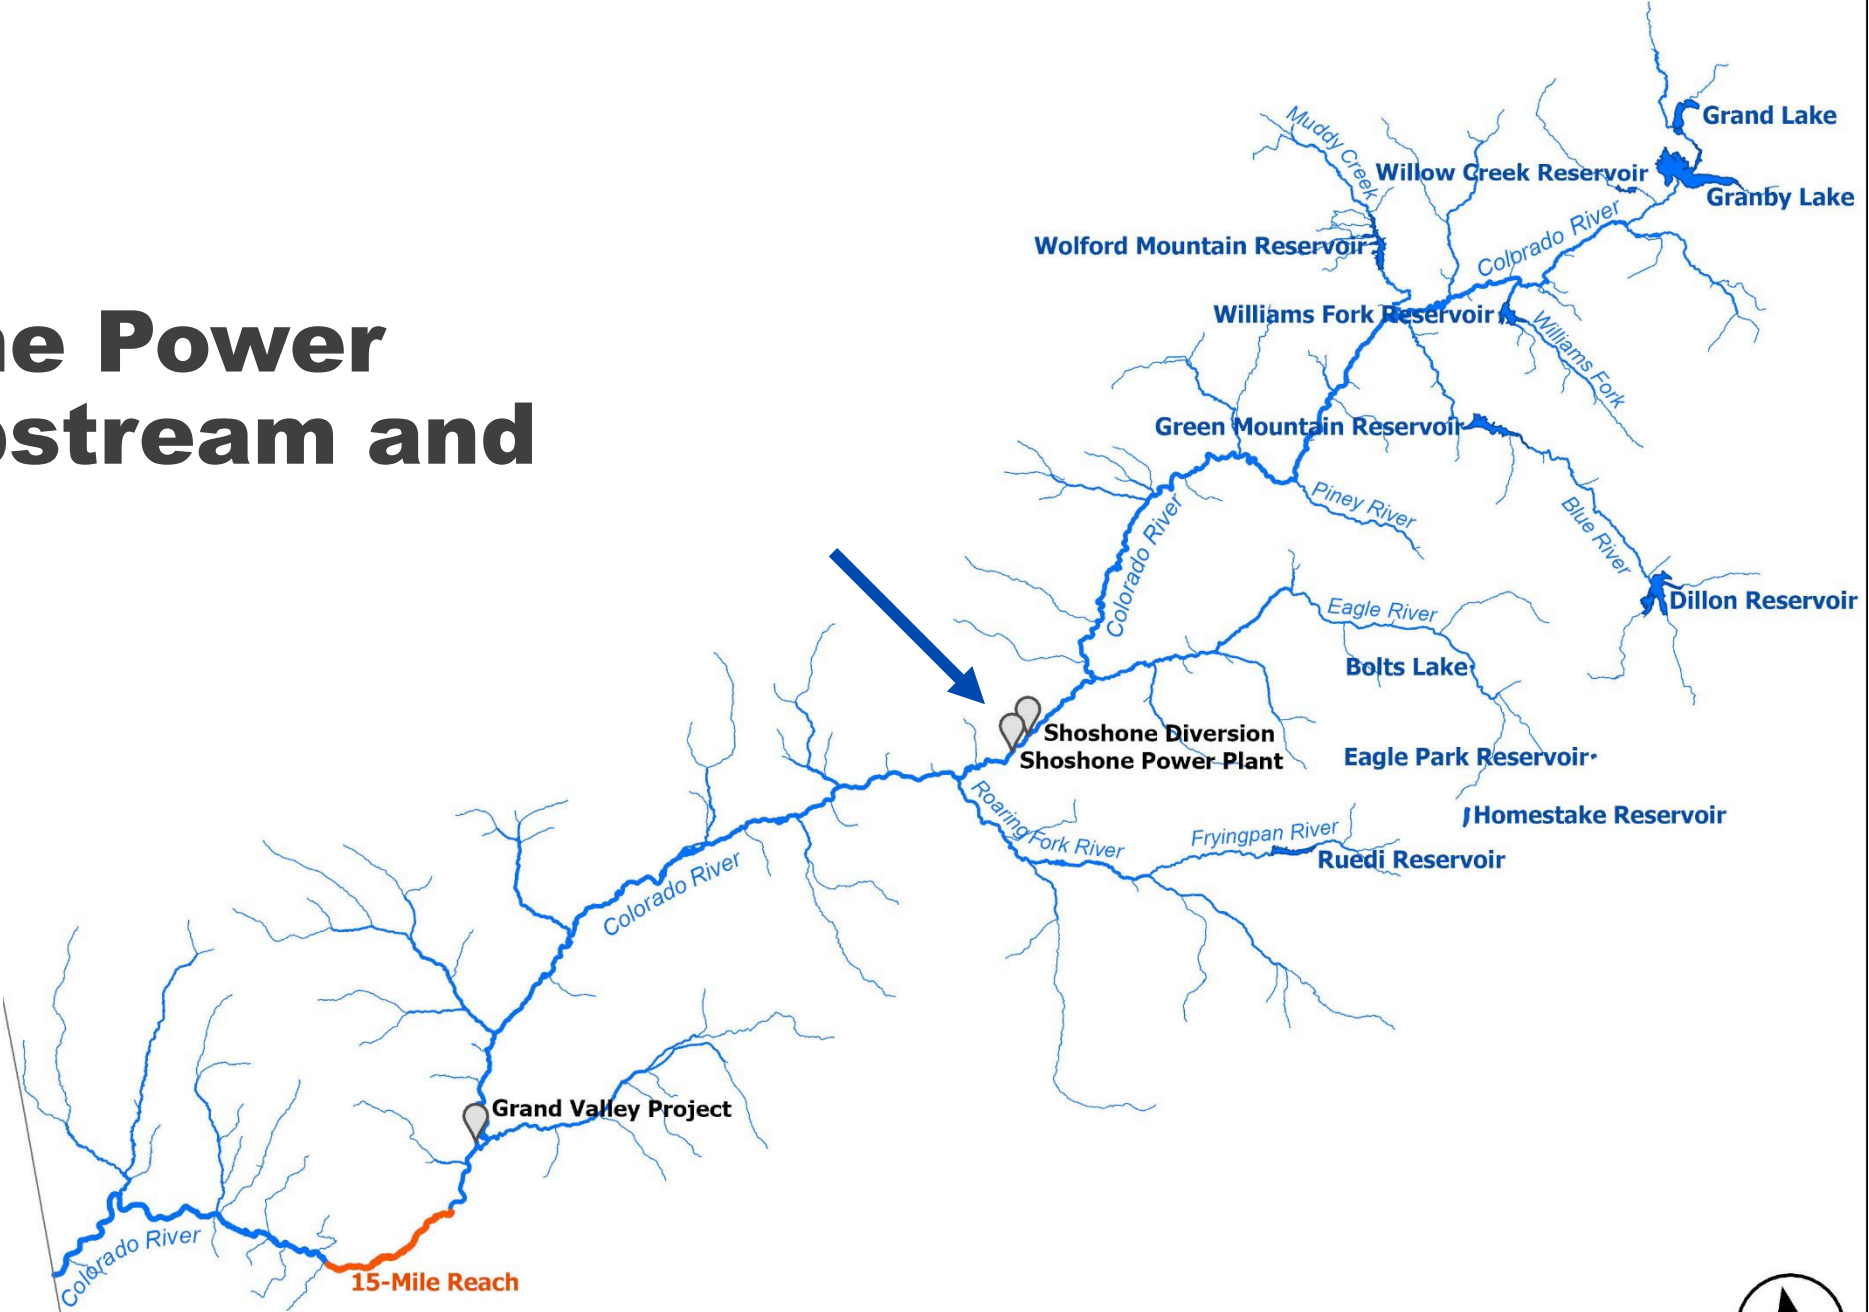 ne Power
pstream and
Grand Lake
Muddy Creek
Willow Creek Reservoir
Granby Lake
Colorado River
Wolford Mountain Reservoir
Williams Fork Reservoir
Williams Fork
Green Mountain Reservoir
Piney River
Colorado River
Blue River
Dillon Reservoir
Eagle River
Bolts Lake
Shoshone Diversion
Shoshone Power Plant
Eagle Park Reservoir
Roaring Fork River
Homestake Reservoir
Fryingpan River
Ruedi Reservoir
Colorado River
Grand Valley Project
Colorado River
15-Mile Reach